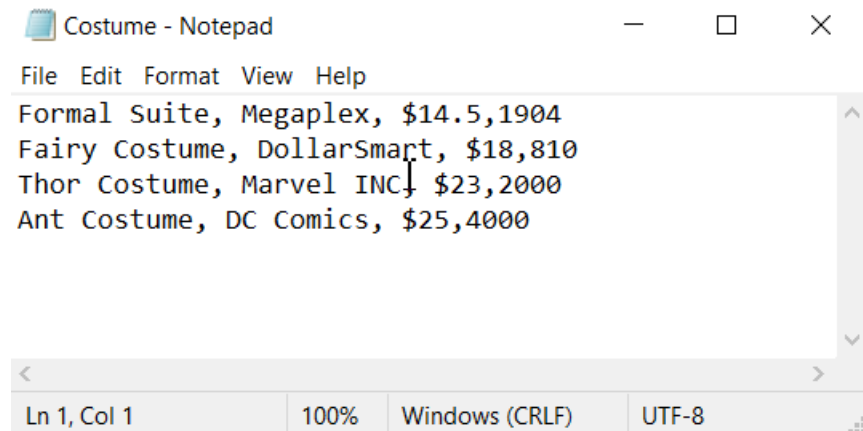 Costume - Notepad
File Edit Format View Help
Formal Suite, Megaplex, $14.5,1904
Fairy Costume, DollarSmart, $18,810
Thor Costume, Marvel INC, $23,2000
Ant Costume, DC Comics, $25,4000
Ln 1, Col 1 100% Windows (CRLF) UTF-8